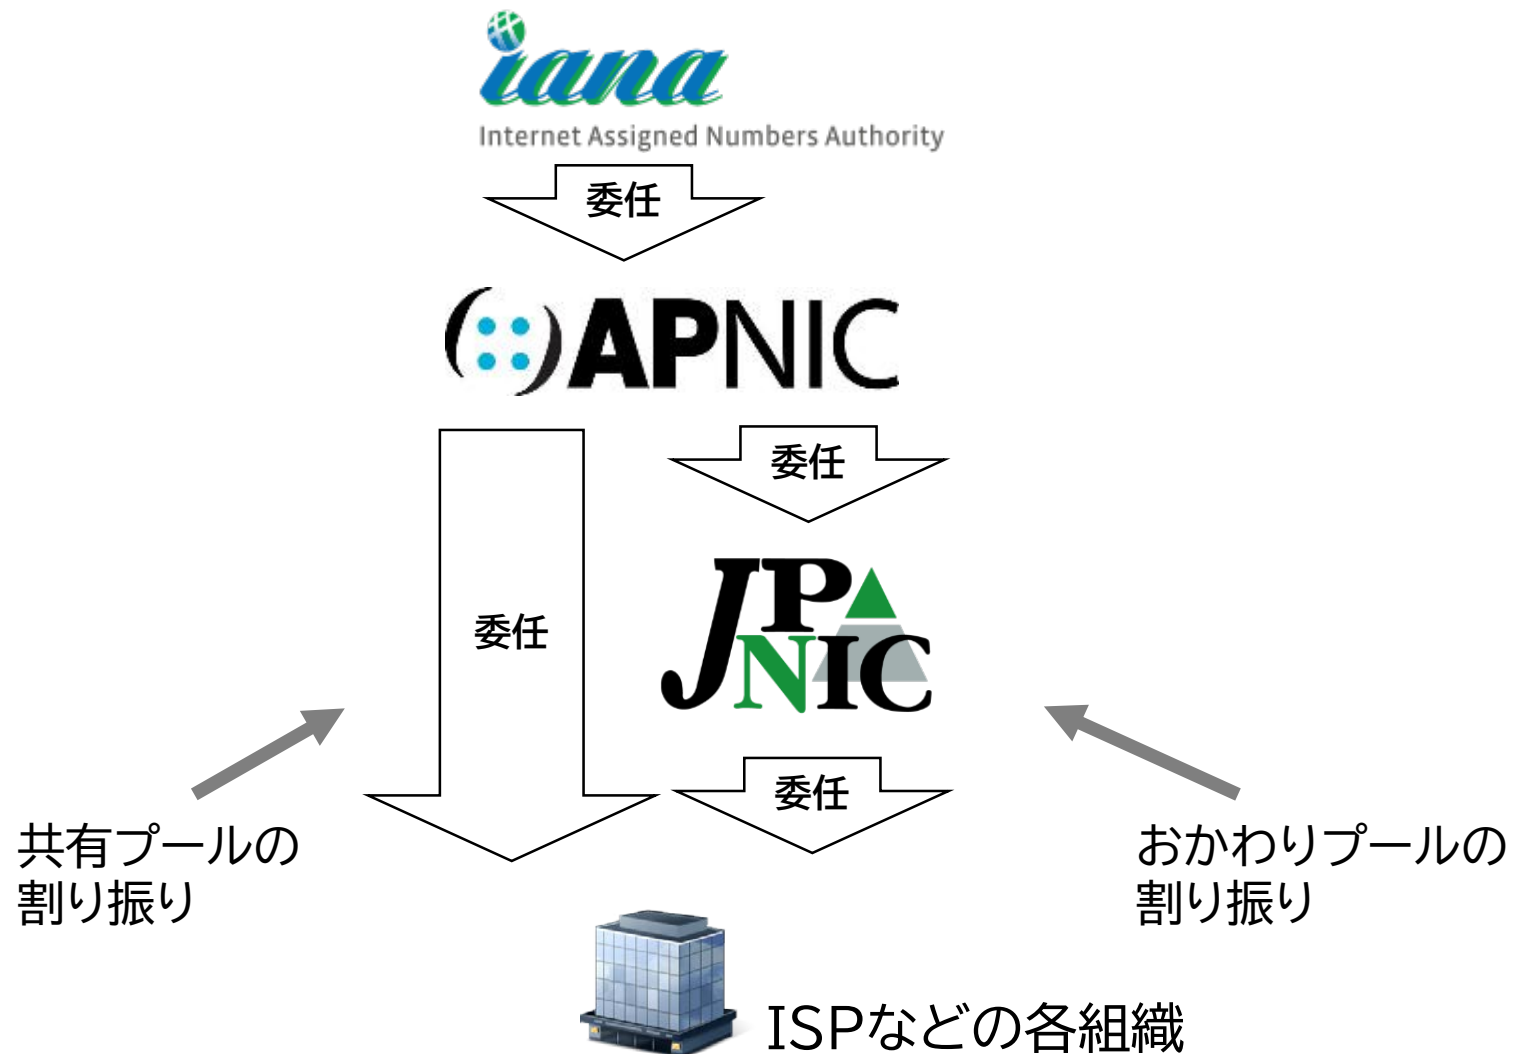 iana
Internet Assigned Numbers Authority
委任
APNIC
委任
委任
JPNIC
委任
共有プールの
割り振り
おかわりプールの
割り振り
ISPなどの各組織